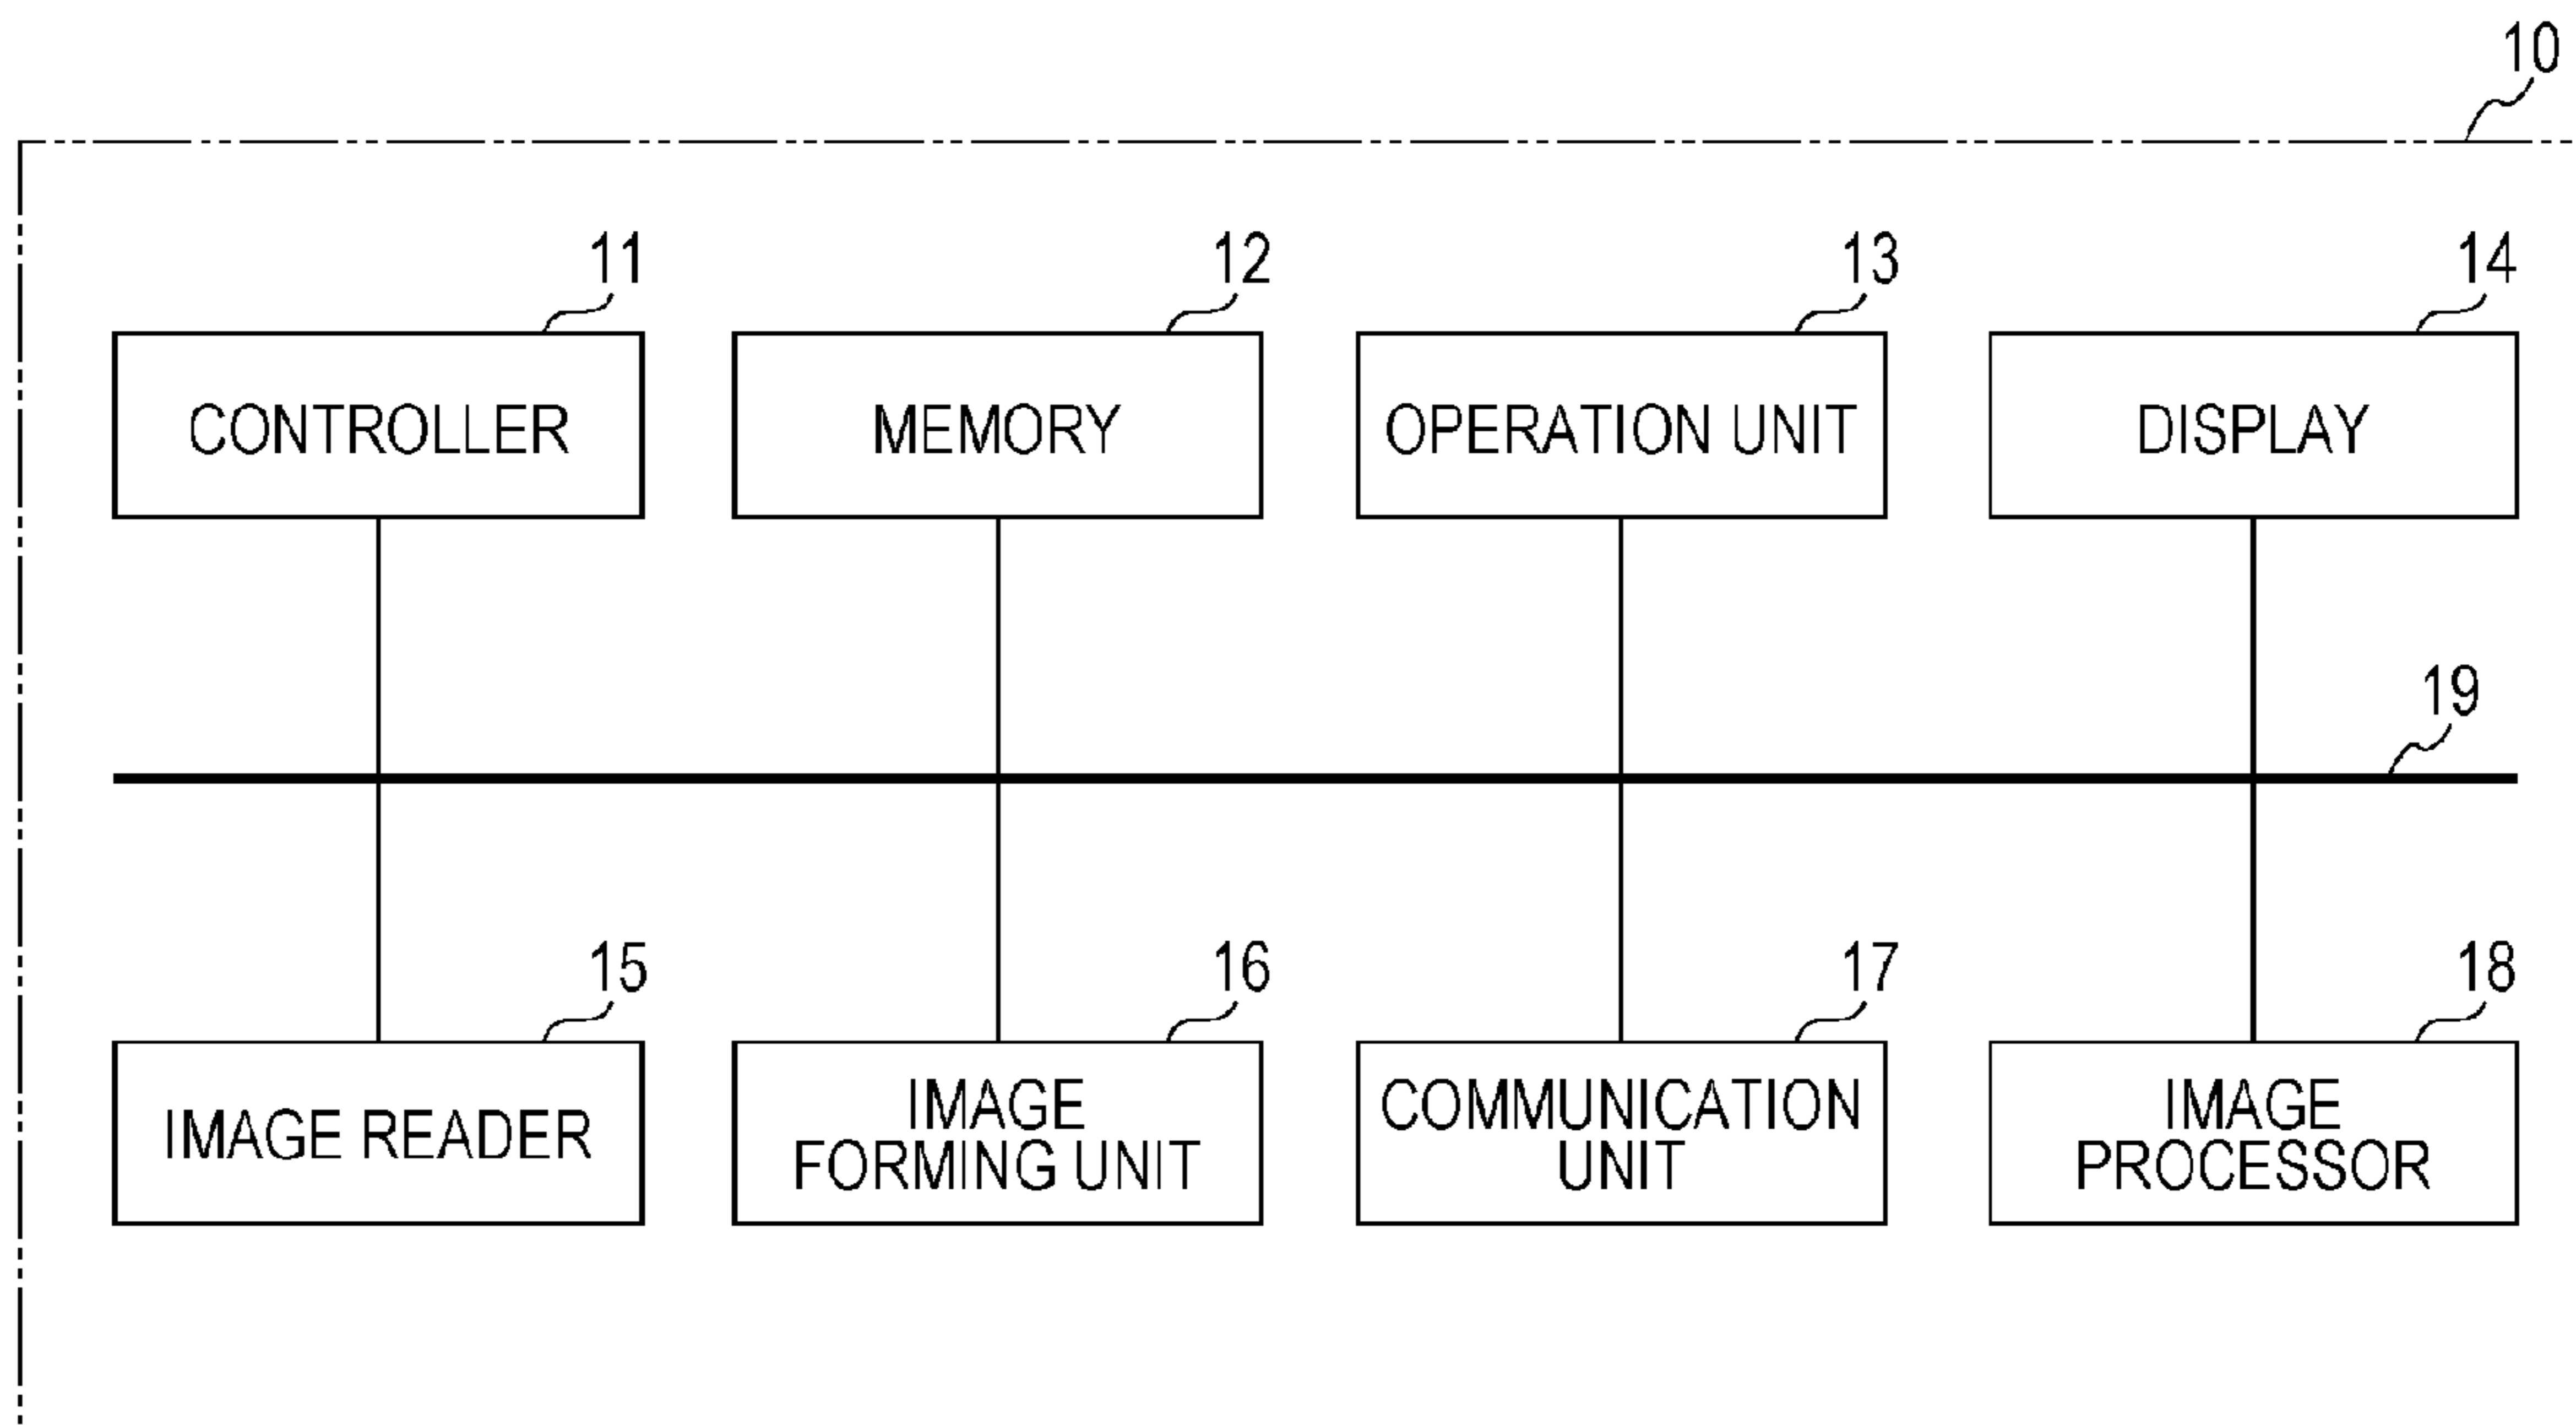 10
11
12
13
14
CONTROLLER
MEMORY
OPERATION UNIT
DISPLAY
19
15
16
17
18
IMAGE READER
IMAGE
FORMING UNIT
COMMUNICATION
UNIT
IMAGE
PROCESSOR